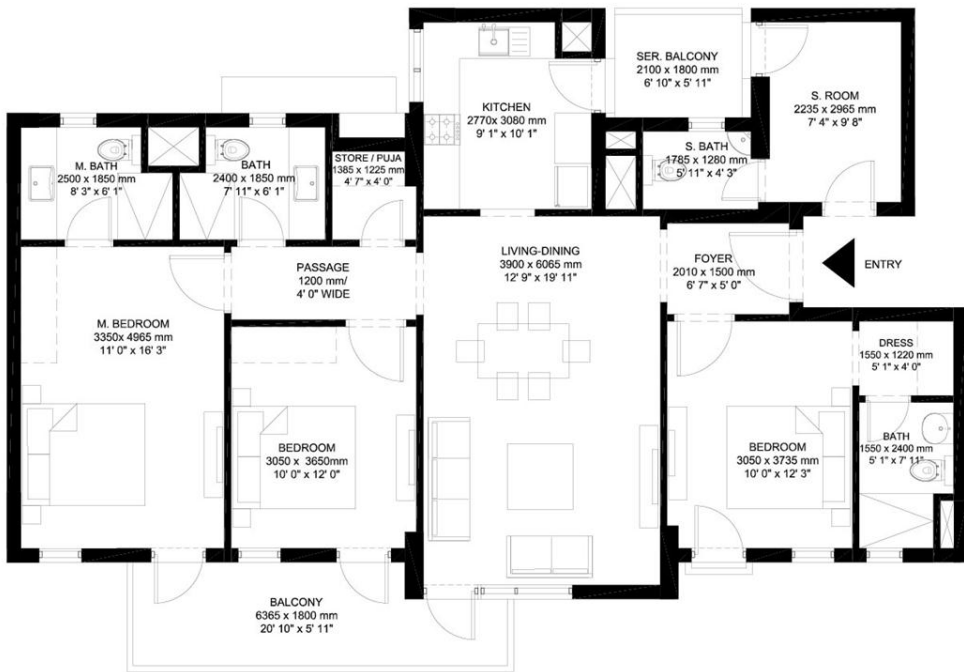 SER. BALCONY
2100 x 1800 mm
6' 10" x 5' 11"
S. ROOM
2235 x 2965 mm
7' 4" x 9' 8"
KITCHEN
2770x 3080 mm
9' 1" x 10' 1"
M. BATH
2500 x 1850 mm
8' 3" x 6' 1"
BATH
2400 x 1850 mm
7' 11" x 6' 1"
STORE / PUJA
1385 x 1225 mm
4' 7" x 4' 0"
S. BATH
1785 x 1280 mm
5' 11" x 4' 3"
PASSAGE
1200 mm/
4' 0" WIDE
LIVING-DINING
3900 x 6065 mm
12' 9" x 19' 11"
FOYER
2010 x 1500 mm
6' 7" x 5' 0"
ENTRY
M. BEDROOM
3350x 4965 mm
11' 0" x 16' 3"
DRESS
1550 x 1220 mm
5' 1" x 4' 0"
BEDROOM
3050 x 3650mm
10' 0" x 12' 0"
BEDROOM
3050 x 3735 mm
10' 0" x 12' 3"
BATH
1550 x 2400 mm
5' 1" x 7' 11"
BALCONY
6365 x 1800 mm
20' 10" x 5' 11"